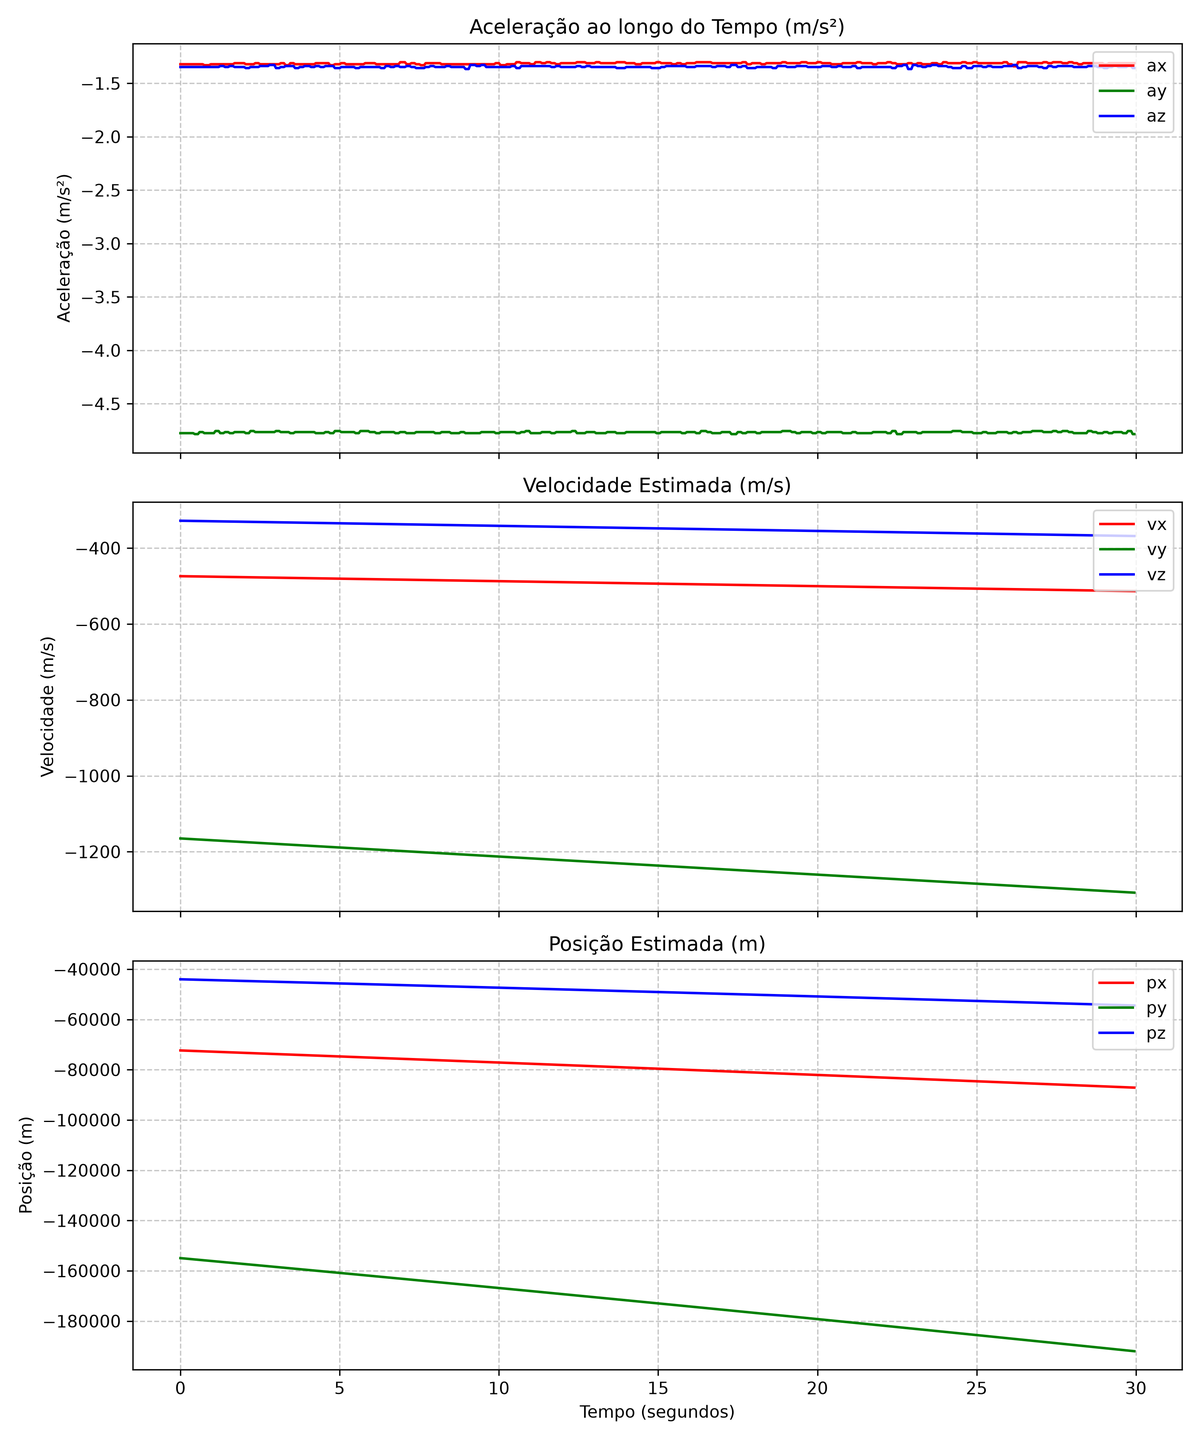 Aceleração ao longo do Tempo (m/s²)
Aceleração (m/s²)
−1.5
−2.0
−2.5
−3.0
−3.5
−4.0
−4.5
ax
ay
az
Velocidade Estimada (m/s)
Velocidade (m/s)
−400
−600
−800
−1000
−1200
vx
vy
vz
Posição Estimada (m)
Posição (m)
−40000
−60000
−80000
−100000
−120000
−140000
−160000
−180000
px
py
pz
0 5 10 15 20 25 30
Tempo (segundos)